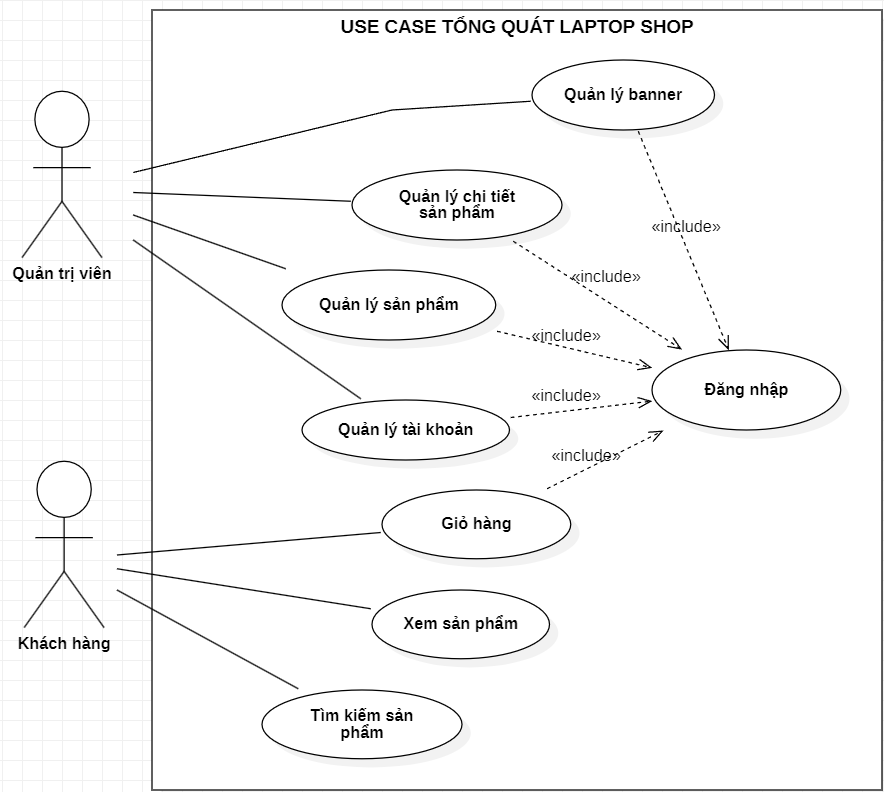 USE CASE TỔNG QUÁT LAPTOP SHOP
Quản lý banner
Quản lý chi tiết
sản phẩm
«include»
Quản trị viên
«include»
Quản lý sản phẩm
«include»
Đăng nhập
«include»
Quản lý tài khoản
«include»
Giỏ hàng
Khách hàng
Xem sản phẩm
Tìm kiếm sản
phẩm